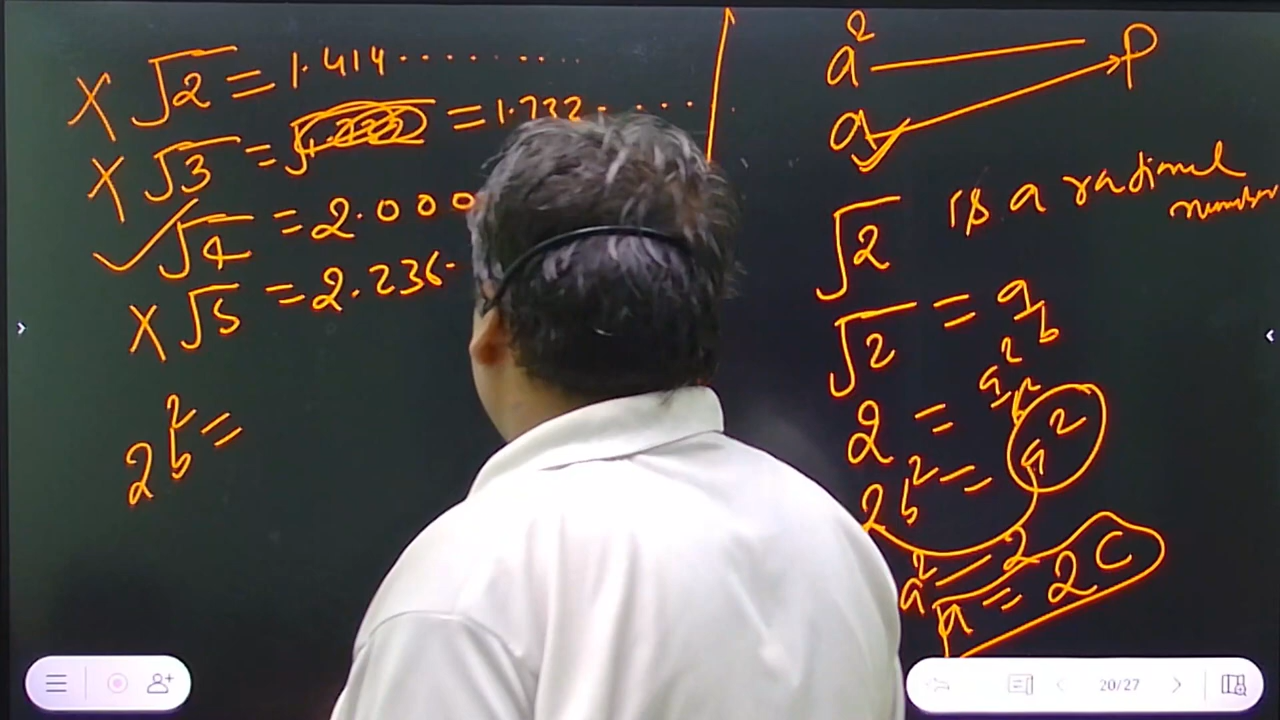 √2 = 1.414........
√3 = √ = 1.732.....
√4 = 2.000
√5 = 2.236-
2b² =
a² — P
a
√2 is a rational
number
√2 = a/b
2 = a²/b²
2b² = a²
a² — 2
a = 2C
20/27